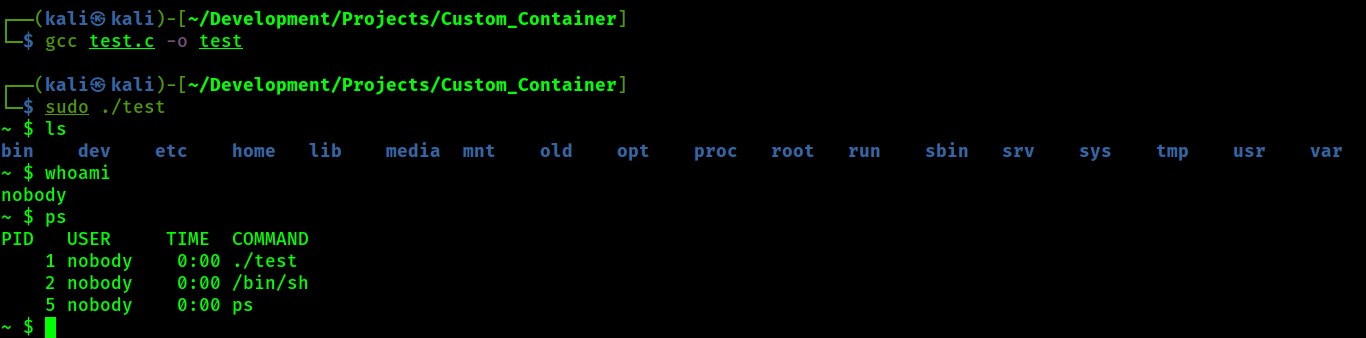 ┌──(kali㉿kali)-[~/Development/Projects/Custom_Container]
└─$ gcc test.c -o test
┌──(kali㉿kali)-[~/Development/Projects/Custom_Container]
└─$ sudo ./test
~ $ ls
bin    dev    etc    home   lib    media  mnt    old    opt    proc   root   run    sbin   srv    sys    tmp    usr    var
~ $ whoami
nobody
~ $ ps
PID   USER     TIME  COMMAND
    1 nobody    0:00 ./test
    2 nobody    0:00 /bin/sh
    5 nobody    0:00 ps
~ $